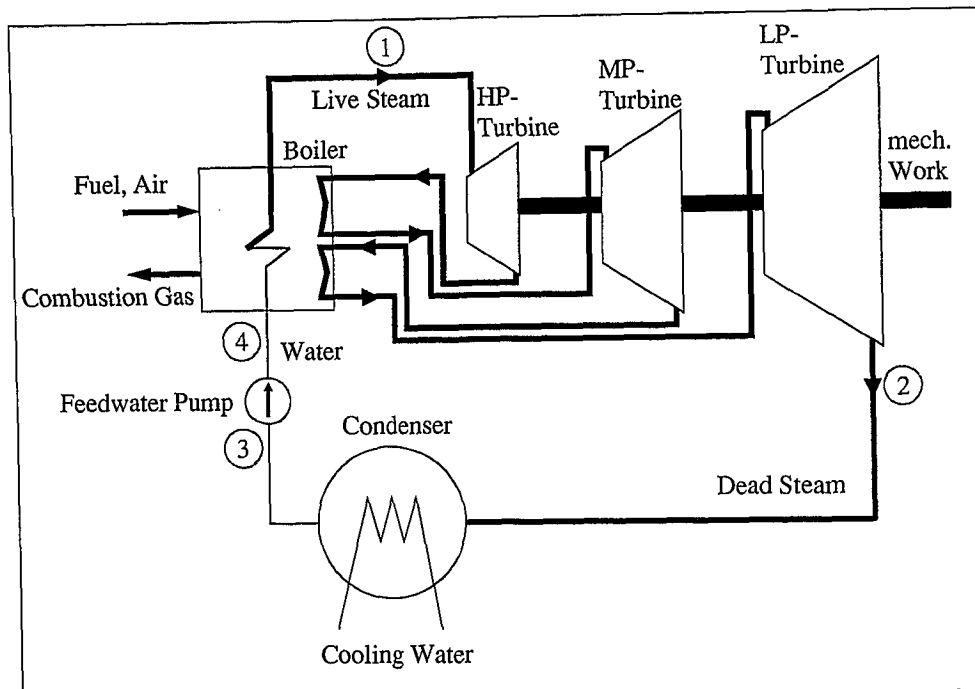 1
Live Steam
HP-
Turbine
MP-
Turbine
LP-
Turbine
mech.
Work
Boiler
Fuel, Air
Combustion Gas
4
Water
Feedwater Pump
3
Condenser
2
Dead Steam
Cooling Water